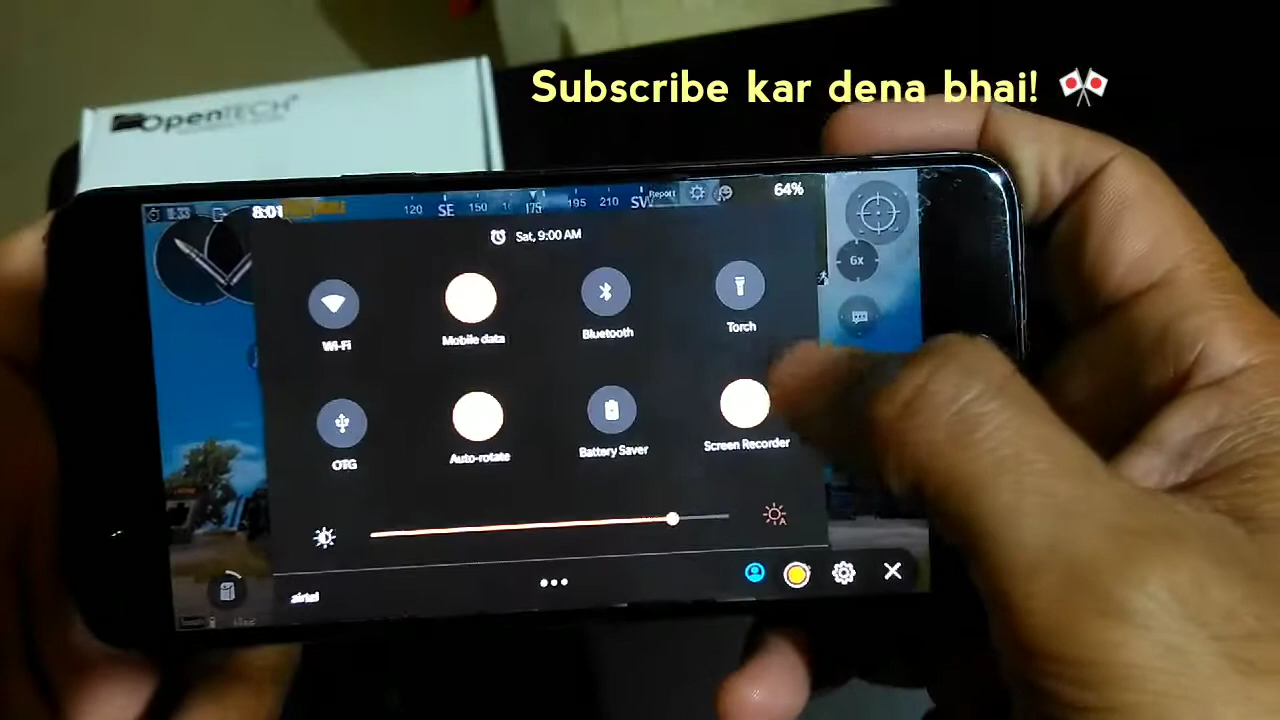 Subscribe kar dena bhai!
OpenTECH
8:01
120 SE 150 175 195 210 SW
Report
64%
Sat, 9:00 AM
6x
Wi-Fi
Mobile data
Bluetooth
Torch
OTG
Auto-rotate
Battery Saver
Screen Recorder
A
airtel